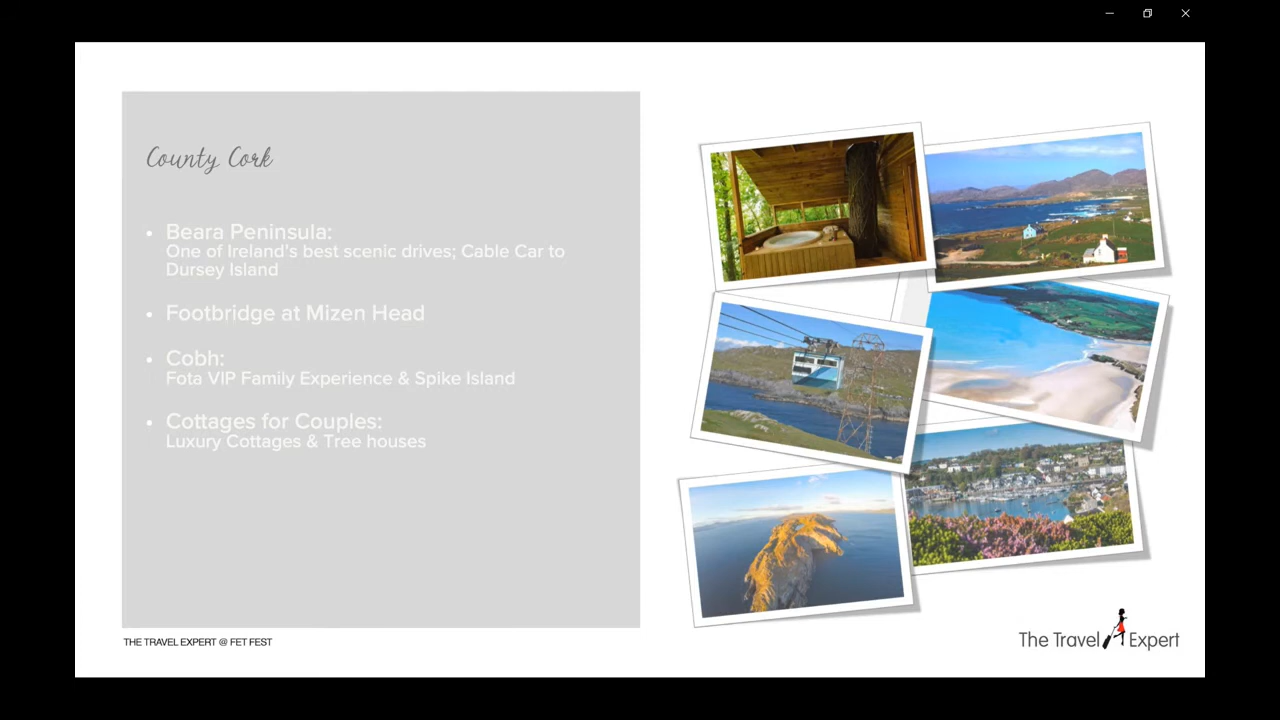 County Cork
• Beara Peninsula:
One of Ireland's best scenic drives; Cable Car to
Dursey Island
• Footbridge at Mizen Head
• Cobh:
Fota VIP Family Experience & Spike Island
• Cottages for Couples:
Luxury Cottages & Tree houses
THE TRAVEL EXPERT @ FET FEST
The Travel Expert